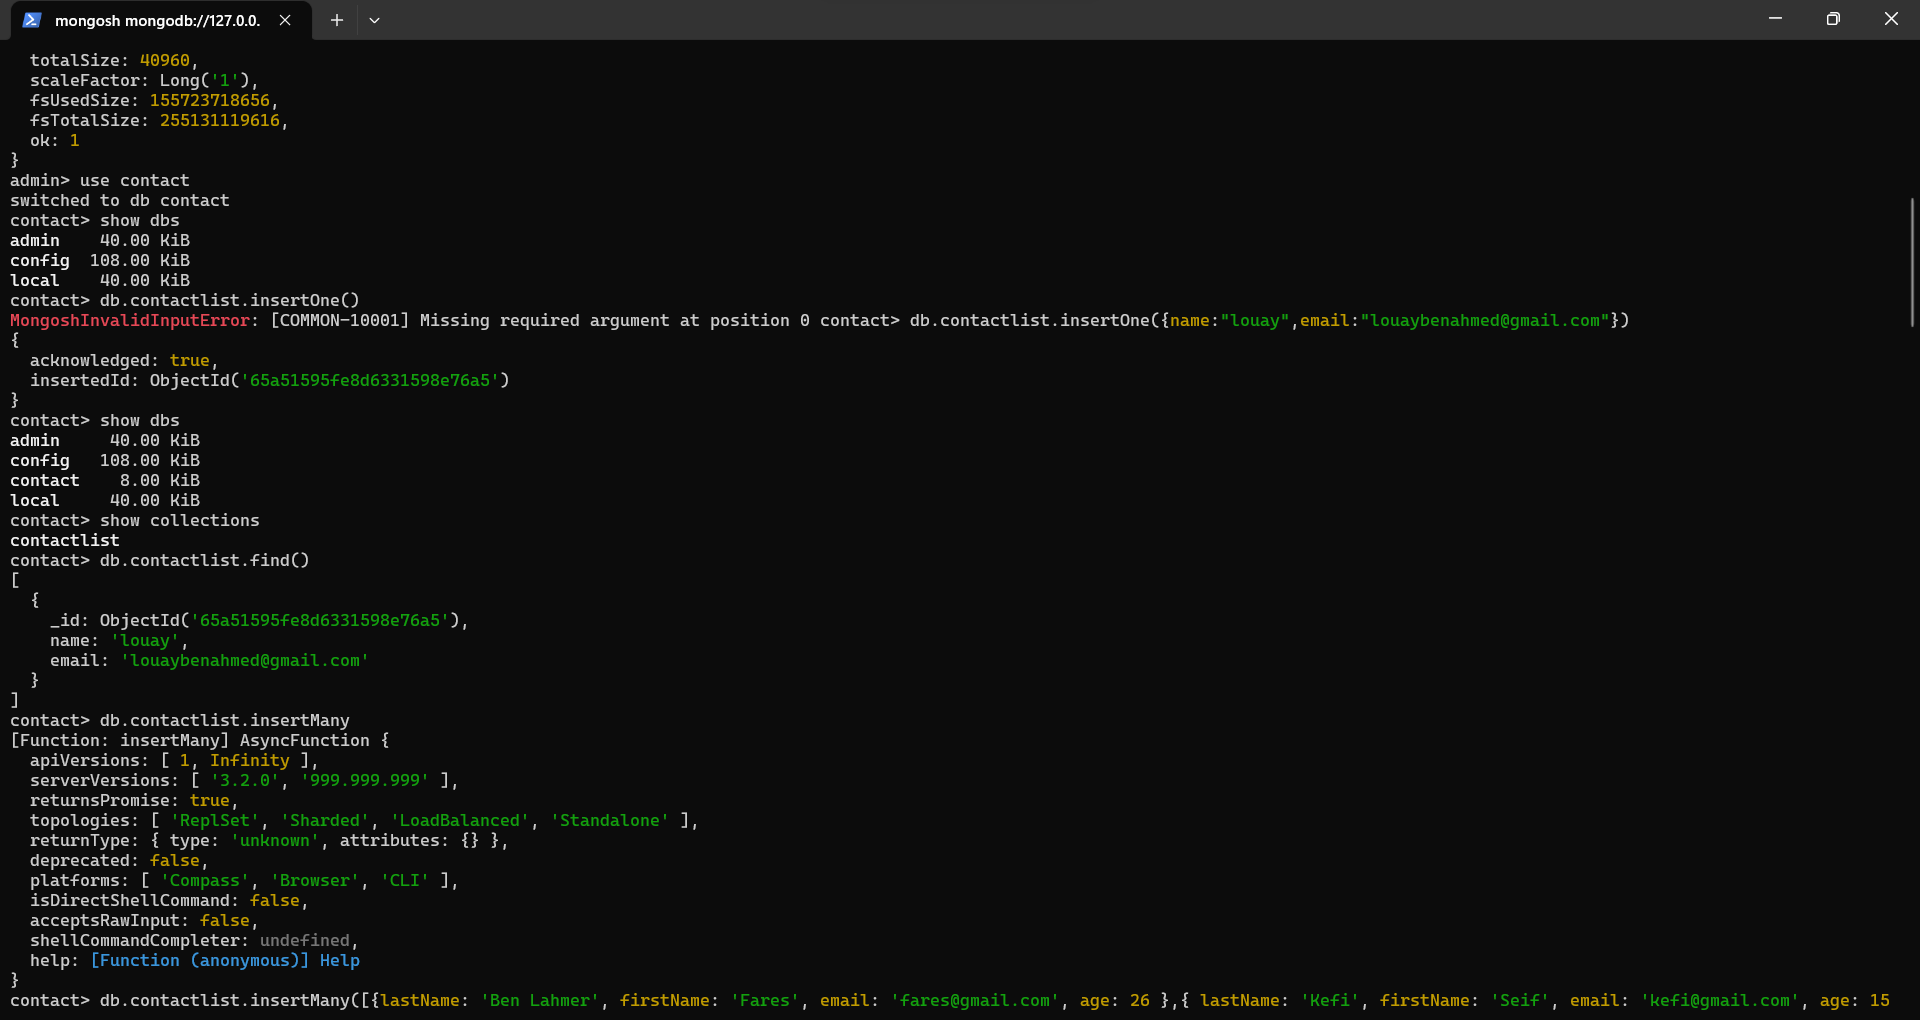 mongosh mongodb://127.0.0.
  totalSize: 40960,
  scaleFactor: Long('1'),
  fsUsedSize: 155723718656,
  fsTotalSize: 255131119616,
  ok: 1
}
admin> use contact
switched to db contact
contact> show dbs
admin    40.00 KiB
config  108.00 KiB
local    40.00 KiB
contact> db.contactlist.insertOne()
MongoshInvalidInputError: [COMMON-10001] Missing required argument at position 0 contact> db.contactlist.insertOne({name:"louay",email:"louaybenahmed@gmail.com"})
{
  acknowledged: true,
  insertedId: ObjectId('65a51595fe8d6331598e76a5')
}
contact> show dbs
admin     40.00 KiB
config   108.00 KiB
contact    8.00 KiB
local     40.00 KiB
contact> show collections
contactlist
contact> db.contactlist.find()
[
  {
    _id: ObjectId('65a51595fe8d6331598e76a5'),
    name: 'louay',
    email: 'louaybenahmed@gmail.com'
  }
]
contact> db.contactlist.insertMany
[Function: insertMany] AsyncFunction {
  apiVersions: [ 1, Infinity ],
  serverVersions: [ '3.2.0', '999.999.999' ],
  returnsPromise: true,
  topologies: [ 'ReplSet', 'Sharded', 'LoadBalanced', 'Standalone' ],
  returnType: { type: 'unknown', attributes: {} },
  deprecated: false,
  platforms: [ 'Compass', 'Browser', 'CLI' ],
  isDirectShellCommand: false,
  acceptsRawInput: false,
  shellCommandCompleter: undefined,
  help: [Function (anonymous)] Help
}
contact> db.contactlist.insertMany([{lastName: 'Ben Lahmer', firstName: 'Fares', email: 'fares@gmail.com', age: 26 },{ lastName: 'Kefi', firstName: 'Seif', email: 'kefi@gmail.com', age: 15